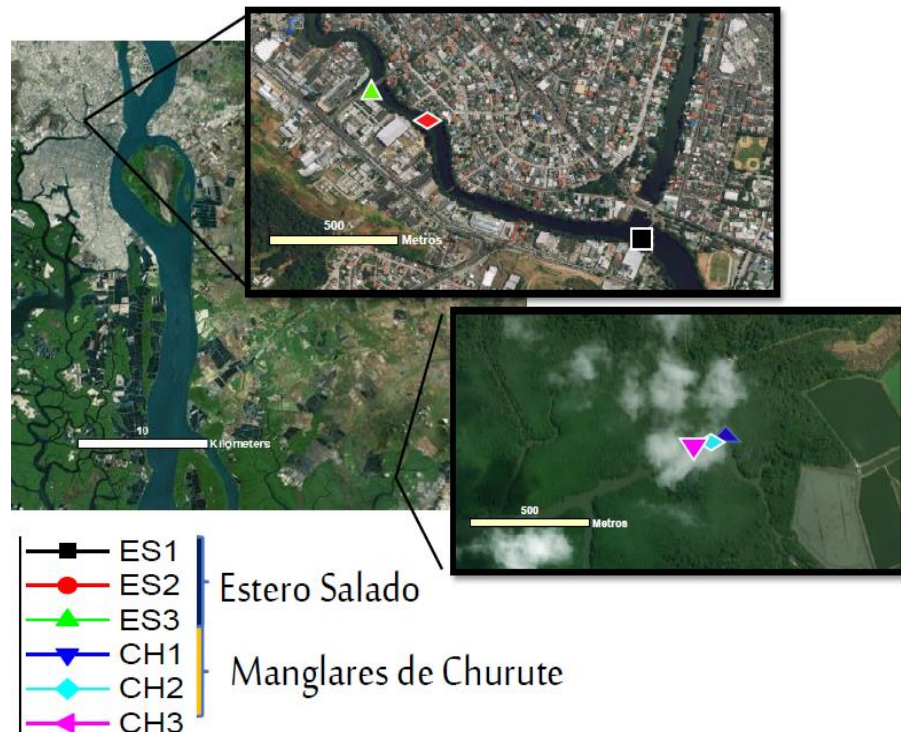 500
Metros
10
Kilometers
500
Metros
ES1
ES2
ES3
CH1
CH2
CH3
Estero Salado
Manglares de Churute